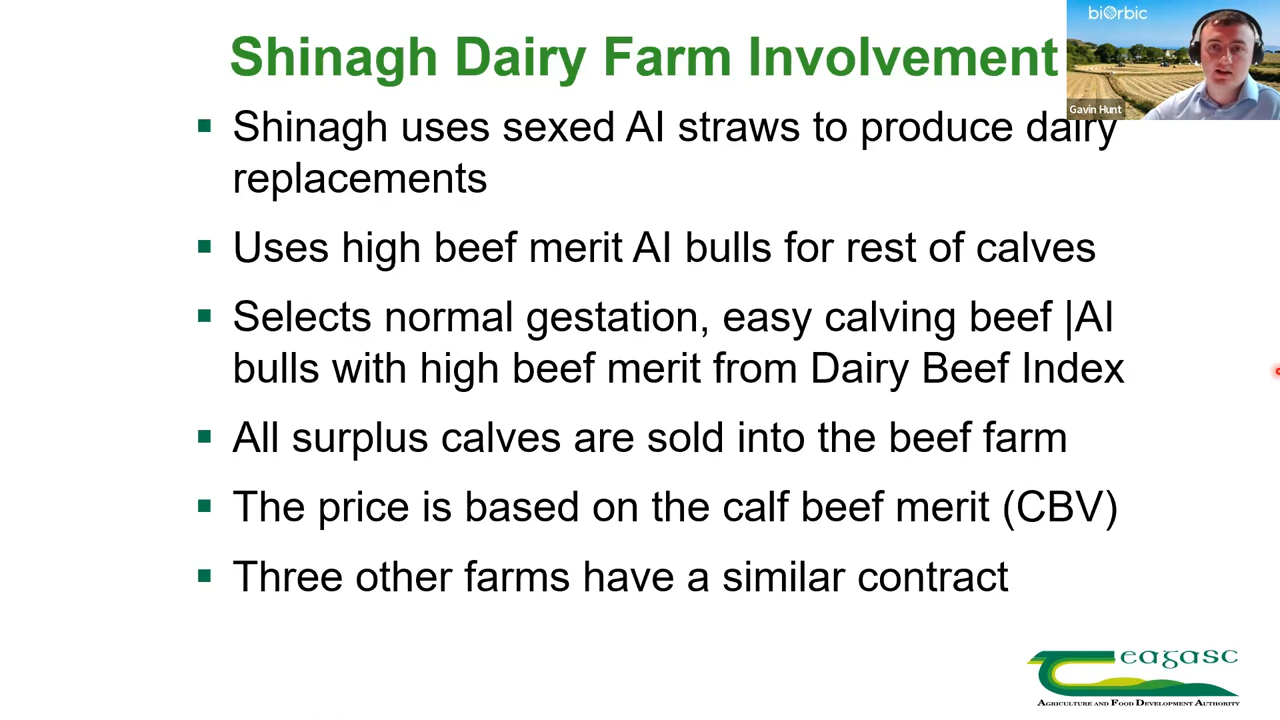 Shinagh Dairy Farm Involvement
biOrbic
Gavin Hunt
Shinagh uses sexed AI straws to produce dairy
replacements
Uses high beef merit AI bulls for rest of calves
Selects normal gestation, easy calving beef |AI
bulls with high beef merit from Dairy Beef Index
All surplus calves are sold into the beef farm
The price is based on the calf beef merit (CBV)
Three other farms have a similar contract
Teagasc
AGRICULTURE AND FOOD DEVELOPMENT AUTHORITY